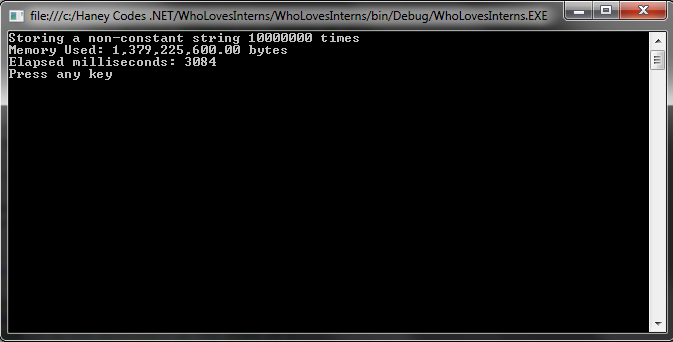 file:///c:/Haney Codes .NET/WhoLovesInterns/WhoLovesInterns/bin/Debug/WhoLovesInterns.EXE
Storing a non-constant string 10000000 times
Memory Used: 1,379,225,600.00 bytes
Elapsed milliseconds: 3084
Press any key